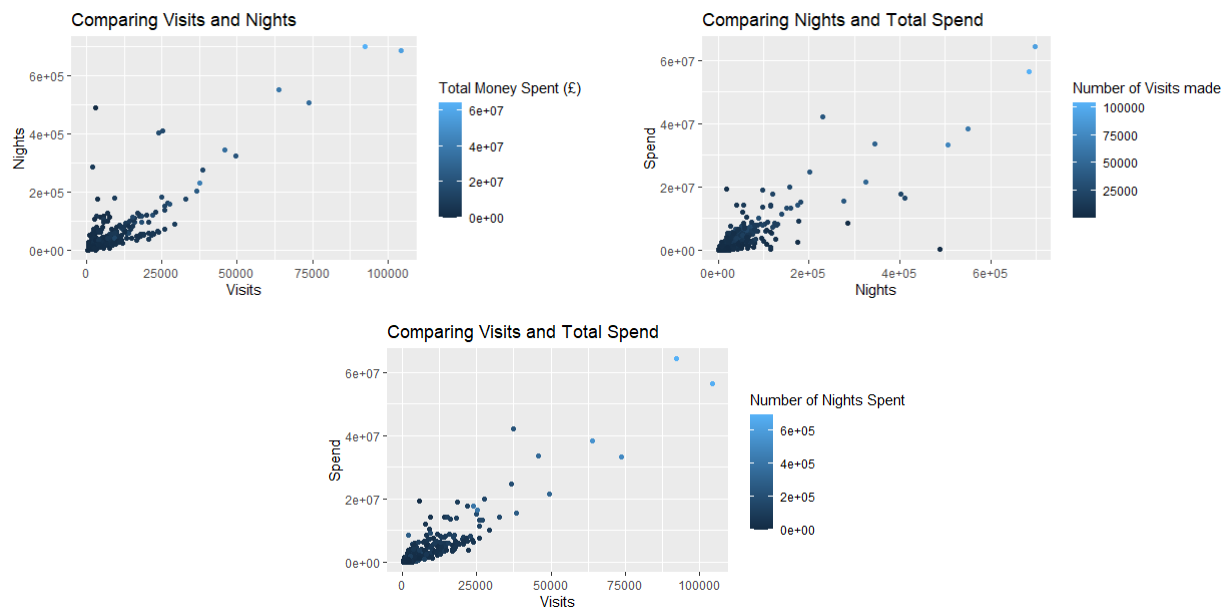 Comparing Visits and Nights
6e+05
4e+05
2e+05
0e+00
Nights
0
25000
50000
75000
100000
Visits
Total Money Spent (£)
6e+07
4e+07
2e+07
0e+00
Comparing Nights and Total Spend
6e+07
4e+07
2e+07
0e+00
Spend
0e+00
2e+05
4e+05
6e+05
Nights
Number of Visits made
100000
75000
50000
25000
Comparing Visits and Total Spend
6e+07
4e+07
2e+07
0e+00
Spend
0
25000
50000
75000
100000
Visits
Number of Nights Spent
6e+05
4e+05
2e+05
0e+00